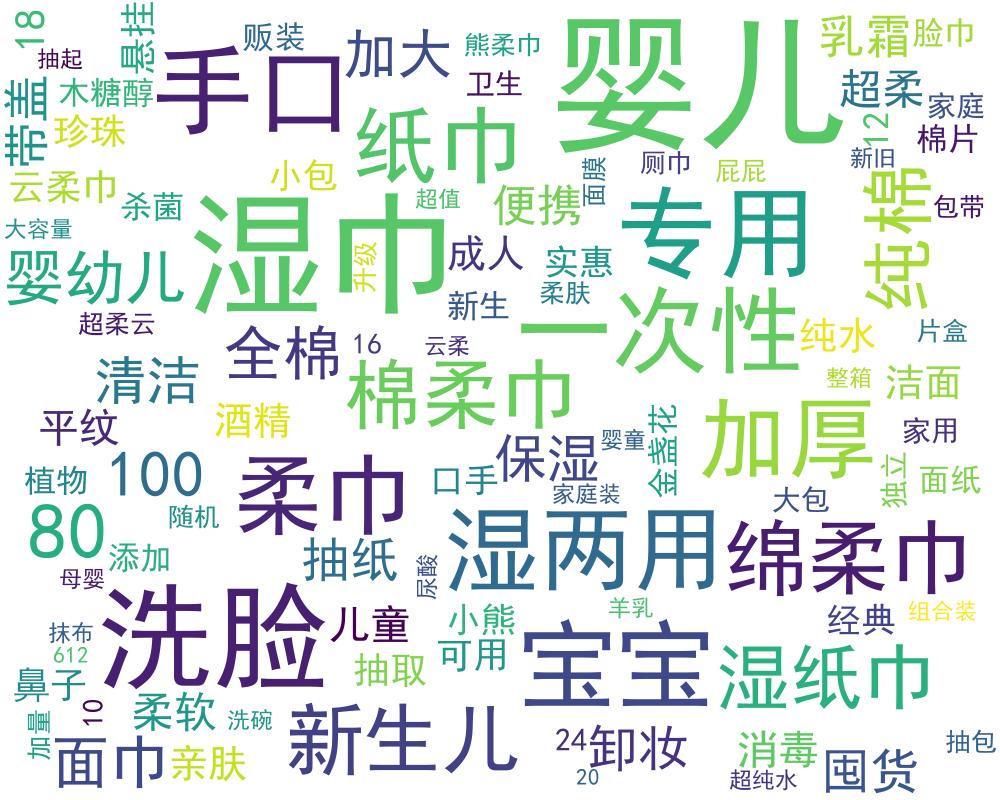 18
悬挂
贩装
熊柔巾
婴儿
乳霜
脸巾
抽起
手口
加大
卫生
超柔
家庭
带盖
木糖醇
珍珠
纸巾
12
棉片
云柔巾
小包
面膜
厕巾
屁屁
新旧
纯棉
包带
杀菌
超值
便携
专用
大容量
湿巾
升级
成人
实惠
婴幼儿
新生
柔肤
一次性
超柔云
全棉
16
云柔
纯水
片盒
清洁
棉柔巾
整箱
洁面
平纹
酒精
保湿
婴童
金盏花
加厚
家用
植物
100
柔巾
口手
家庭装
大包
独立
面纸
80
随机
湿两用
绵柔巾
添加
抽纸
尿酸
母婴
洗脸
儿童
小熊
羊乳
经典
组合装
抹布
612
可用
宝宝
湿纸巾
鼻子
抽取
10
柔软
洗碗
新生儿
加量
面巾
亲肤
24
卸妆
消毒
囤货
抽包
20
超纯水